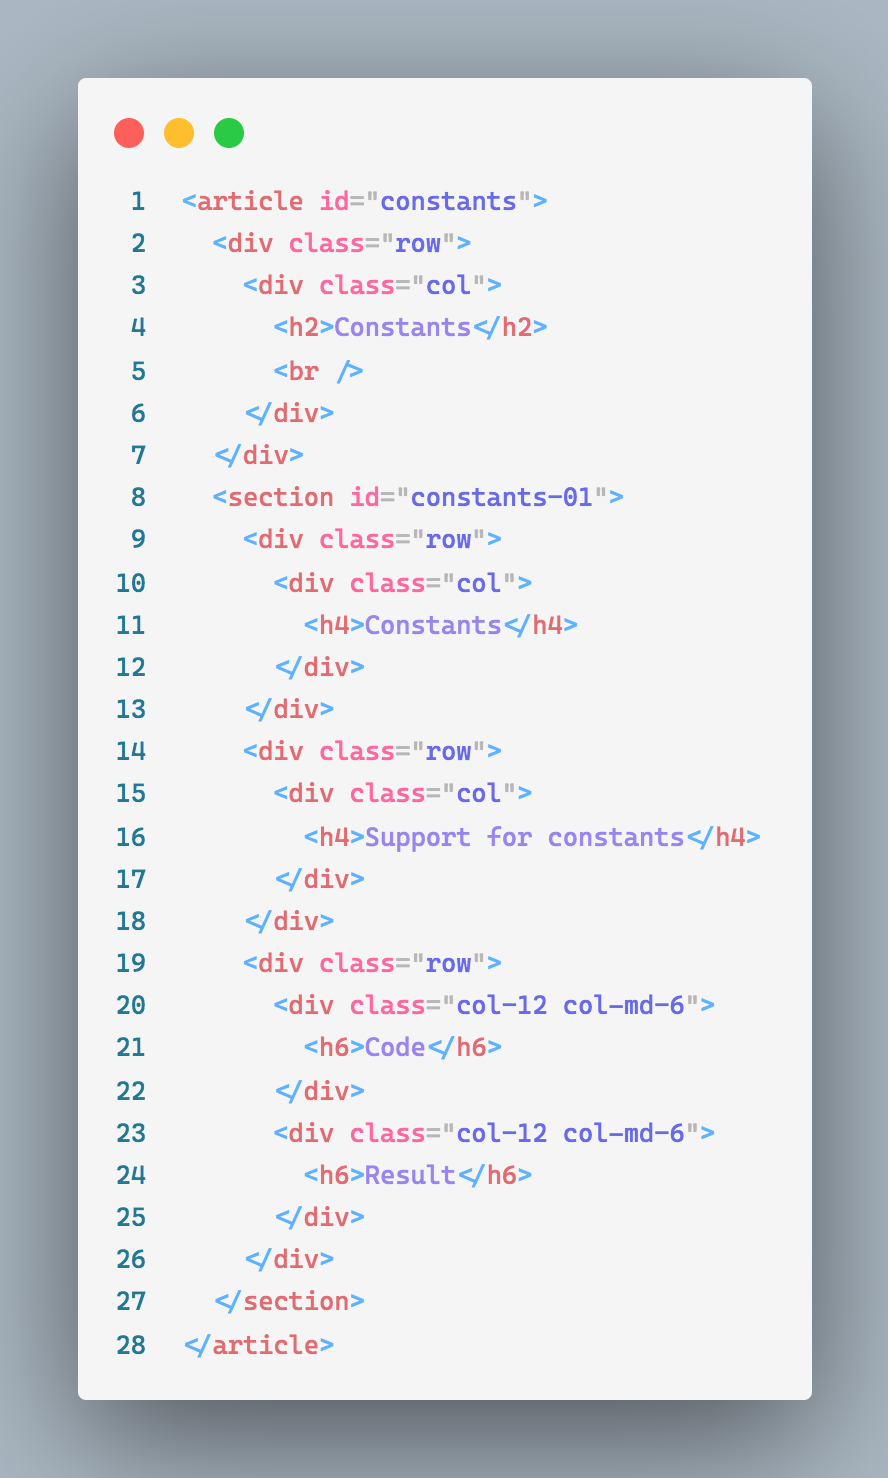 1 <article id="constants">
2   <div class="row">
3     <div class="col">
4       <h2>Constants</h2>
5       <br />
6     </div>
7   </div>
8   <section id="constants-01">
9     <div class="row">
10       <div class="col">
11         <h4>Constants</h4>
12       </div>
13     </div>
14     <div class="row">
15       <div class="col">
16         <h4>Support for constants</h4>
17       </div>
18     </div>
19     <div class="row">
20       <div class="col-12 col-md-6">
21         <h6>Code</h6>
22       </div>
23       <div class="col-12 col-md-6">
24         <h6>Result</h6>
25       </div>
26     </div>
27   </section>
28 </article>